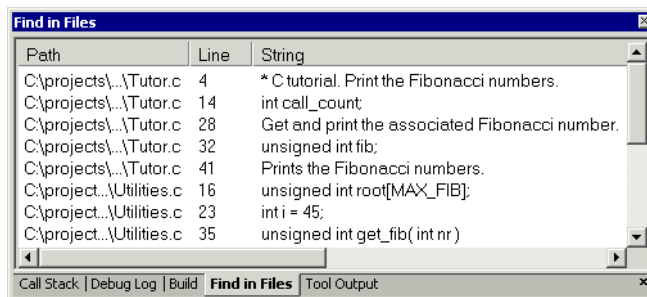 Find in Files
Path Line String
C:\projects\...\Tutor.c 4 * C tutorial. Print the Fibonacci numbers.
C:\projects\...\Tutor.c 14 int call_count;
C:\projects\...\Tutor.c 28 Get and print the associated Fibonacci number.
C:\projects\...\Tutor.c 32 unsigned int fib;
C:\projects\...\Tutor.c 41 Prints the Fibonacci numbers.
C:\project...\Utilities.c 16 unsigned int root[MAX_FIB];
C:\project...\Utilities.c 23 int i = 45;
C:\project...\Utilities.c 35 unsigned int get_fib( int nr )
Call Stack | Debug Log | Build Find in Files Tool Output